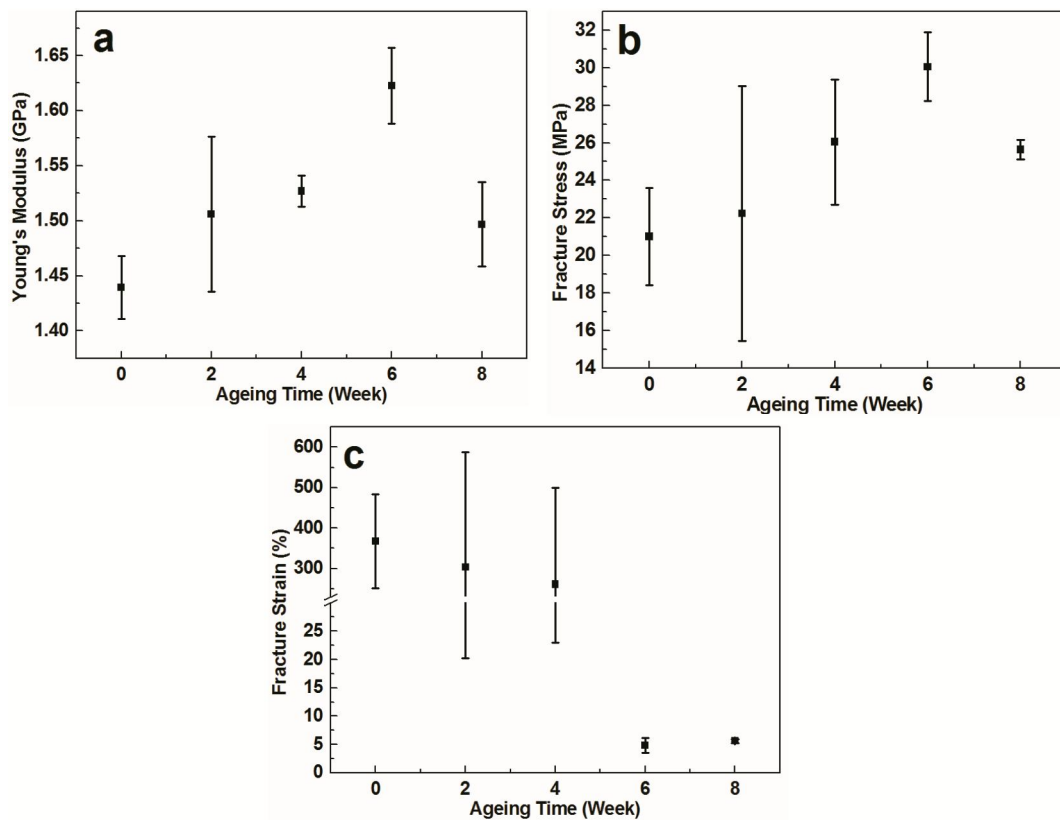 a
Young's Modulus (GPa)
1.65
1.60
1.55
1.50
1.45
1.40
0 2 4 6 8
Ageing Time (Week)
b
Fracture Stress (MPa)
32
30
28
26
24
22
20
18
16
14
0 2 4 6 8
Ageing Time (Week)
c
Fracture Strain (%)
600
500
400
300
25
20
15
10
5
0
0 2 4 6 8
Ageing Time (Week)